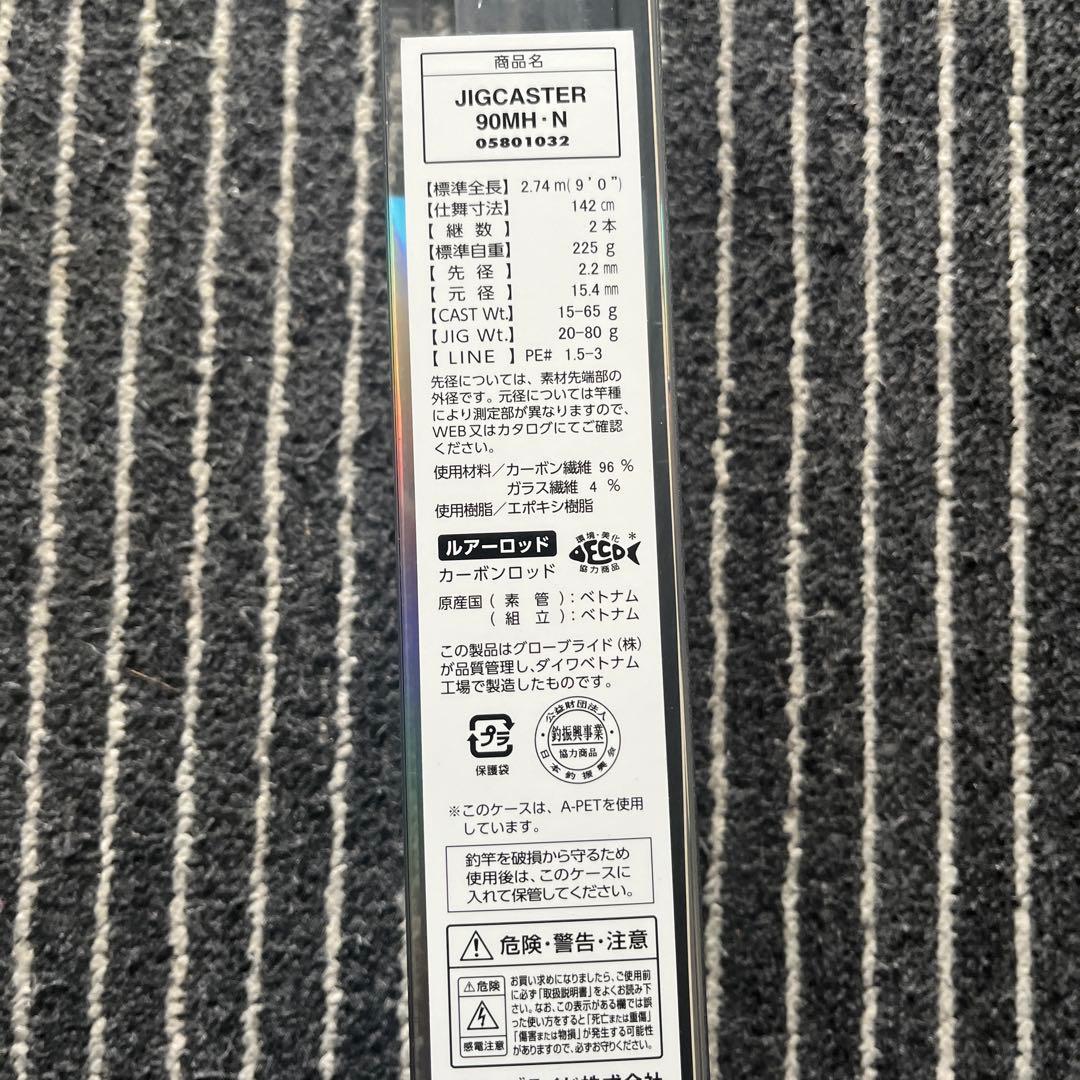 商品名
JIGCASTER
90MH・N
05801032
【標準全長】 2.74 m( 9 ' 0 ")
【仕舞寸法】 142 ㎝
【 継 数 】 2 本
【標準自重】 225 g
【 先 径 】 2.2 ㎜
【 元 径 】 15.4 ㎜
【CAST Wt.】 15-65 g
【JIG Wt.】 20-80 g
【 LINE 】 PE# 1.5-3
先径については、素材先端部の
外径です。元径については竿種
により測定部が異なりますので、
WEB又はカタログにてご確認
ください。
使用材料／カーボン繊維 96 %
ガラス繊維 4 %
使用樹脂／エポキシ樹脂
ルアーロッド
カーボンロッド
環境・美化
ECO
協力商品
原産国 ( 素 管 ) : ベトナム
( 組 立 ) : ベトナム
この製品はグローブライド (株)
が品質管理し、ダイワベトナム
工場で製造したものです。
プラ
保護袋
公益財団法人
釣振興事業
協力商品
日本釣振興会
※このケースは、A-PETを使用
しています。
釣竿を破損から守るため
使用後は、このケースに
入れて保管してください。
危険・警告・注意
危険
感電注意
お買い求めになりましたら、ご使用前
に必ず「取扱説明書」をよくお読み下
さい。なお、この表示がある欄では誤
った使い方をすると「死亡または重傷」
「傷害または物損」が発生する可能性
がありますので、必ずお守りください。